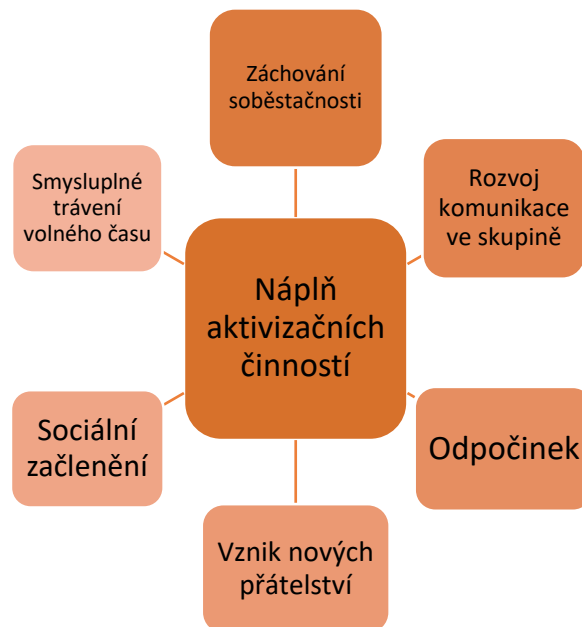 Záchování
soběstačnosti
Rozvoj
komunikace
ve skupině
Odpočinek
Vznik nových
přátelství
Sociální
začlenění
Smysluplné
trávení
volného času
Náplň
aktivizačních
činností